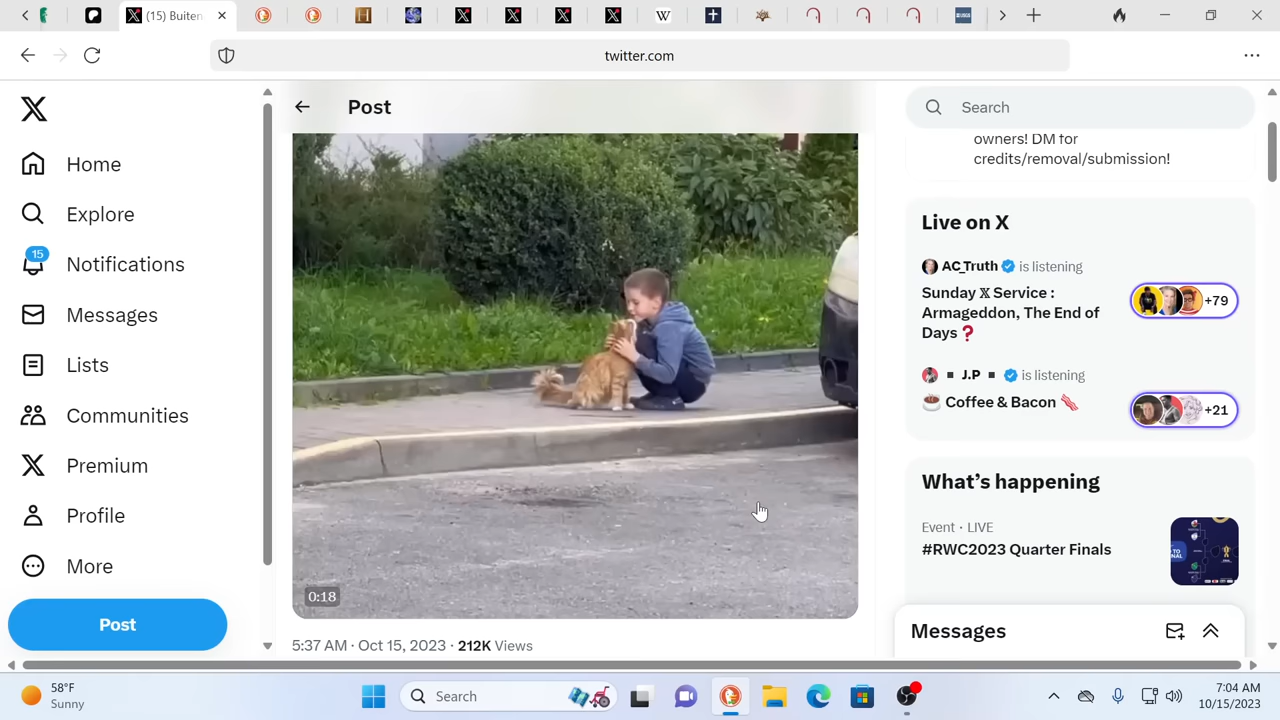 (15) Buiten
twitter.com
Home
Explore
15
Notifications
Messages
Lists
Communities
Premium
Profile
More
Post
Post
0:18
5:37 AM · Oct 15, 2023 · 212K Views
Search
owners! DM for
credits/removal/submission!
Live on X
AC_Truth is listening
Sunday 𝕏 Service :
Armageddon, The End of
Days❓
+79
J.P is listening
Coffee & Bacon
+21
What's happening
Event · LIVE
#RWC2023 Quarter Finals
Messages
58°F
Sunny
Search
7:04 AM
10/15/2023